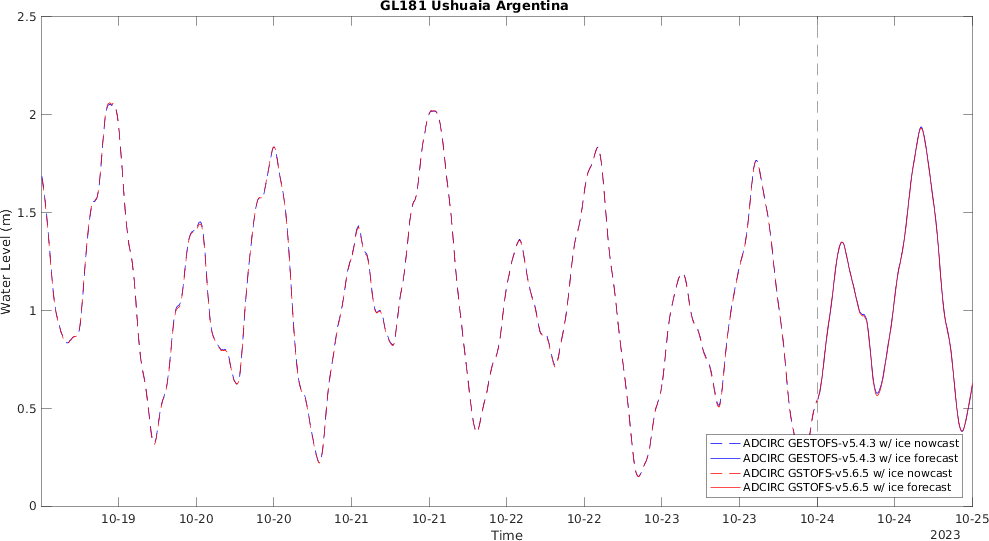 GL181 Ushuaia Argentina
2.5
2
1.5
1
0.5
0
Water Level (m)
10-19 10-20 10-20 10-21 10-21 10-22 10-22 10-23 10-23 10-24 10-24 10-25
Time
2023
ADCIRC GESTOFS-v5.4.3 w/ ice nowcast
ADCIRC GESTOFS-v5.4.3 w/ ice forecast
ADCIRC GSTOFS-v5.6.5 w/ ice nowcast
ADCIRC GSTOFS-v5.6.5 w/ ice forecast